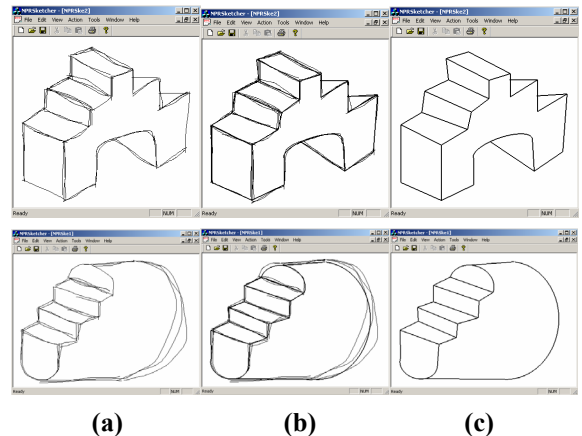 NPRSketcher - [NPRSke2]
File Edit View Action Tools Window Help
Ready NUM
NPRSketcher - [NPRSke2]
File Edit View Action Tools Window Help
Ready NUM
NPRSketcher - [NPRSke2]
File Edit View Action Tools Window Help
Ready NUM
NPRSketcher - [NPRSke1]
File Edit View Action Tools Window Help
Ready NUM
NPRSketcher - [NPRSke1]
File Edit View Action Tools Window Help
Ready NUM
NPRSketcher - [NPRSke1]
File Edit View Action Tools Window Help
Ready NUM
(a) (b) (c)